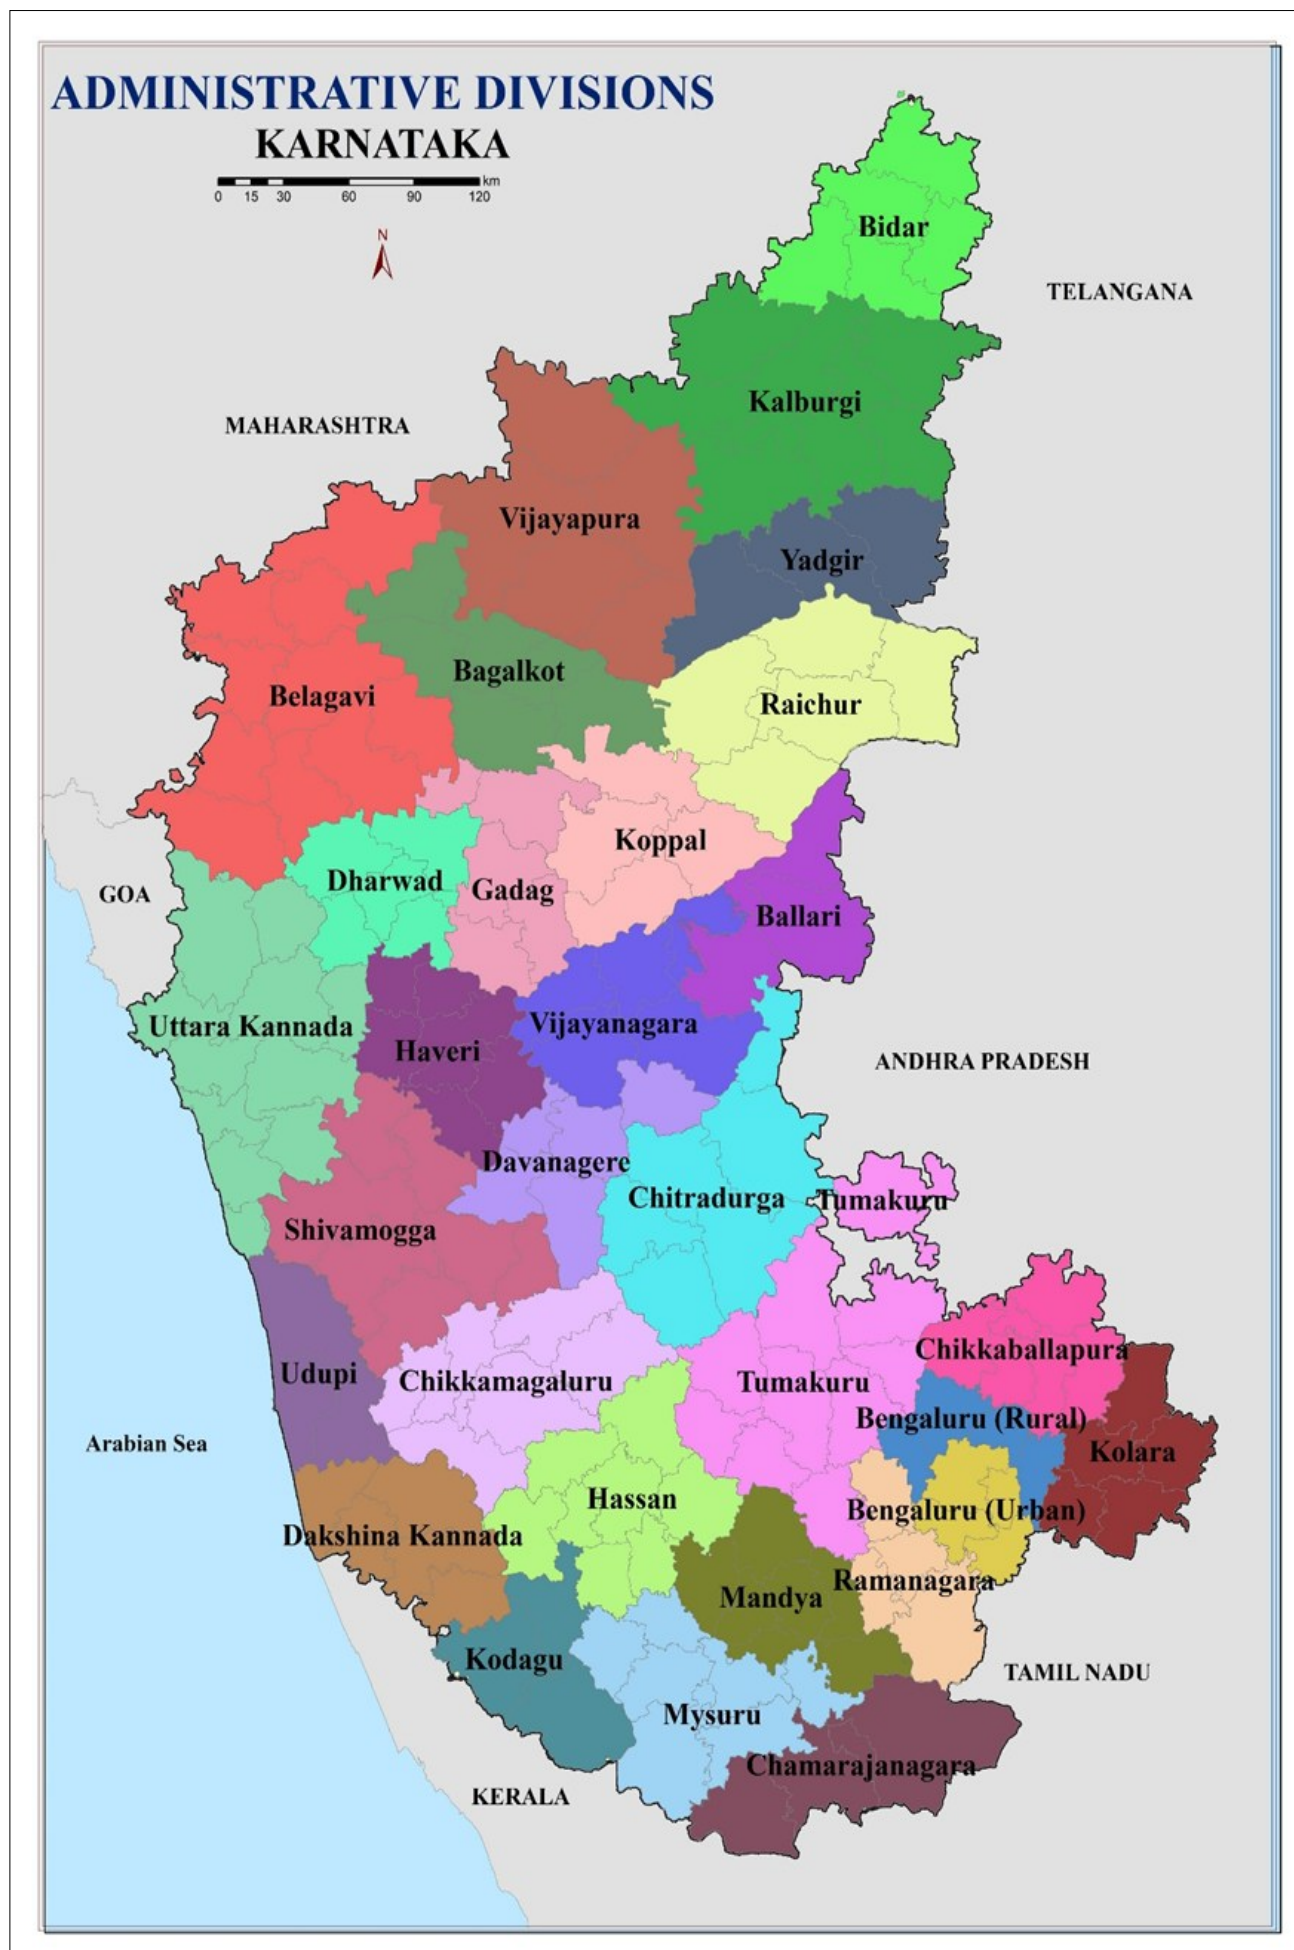 ADMINISTRATIVE DIVISIONS
KARNATAKA
km
0 15 30 60 90 120
N
Bidar
TELANGANA
Kalburgi
MAHARASHTRA
Vijayapura
Yadgir
Bagalkot
Belagavi
Raichur
Koppal
Dharwad
Gadag
GOA
Ballari
Uttara Kannada
Vijayanagara
Haveri
ANDHRA PRADESH
Davanagere
Chitradurga
Tumakuru
Shivamogga
Chikkaballapura
Udupi
Chikkamagaluru
Tumakuru
Bengaluru (Rural)
Arabian Sea
Kolara
Hassan
Bengaluru (Urban)
Dakshina Kannada
Ramanagara
Mandya
Kodagu
TAMIL NADU
Mysuru
Chamarajanagara
KERALA